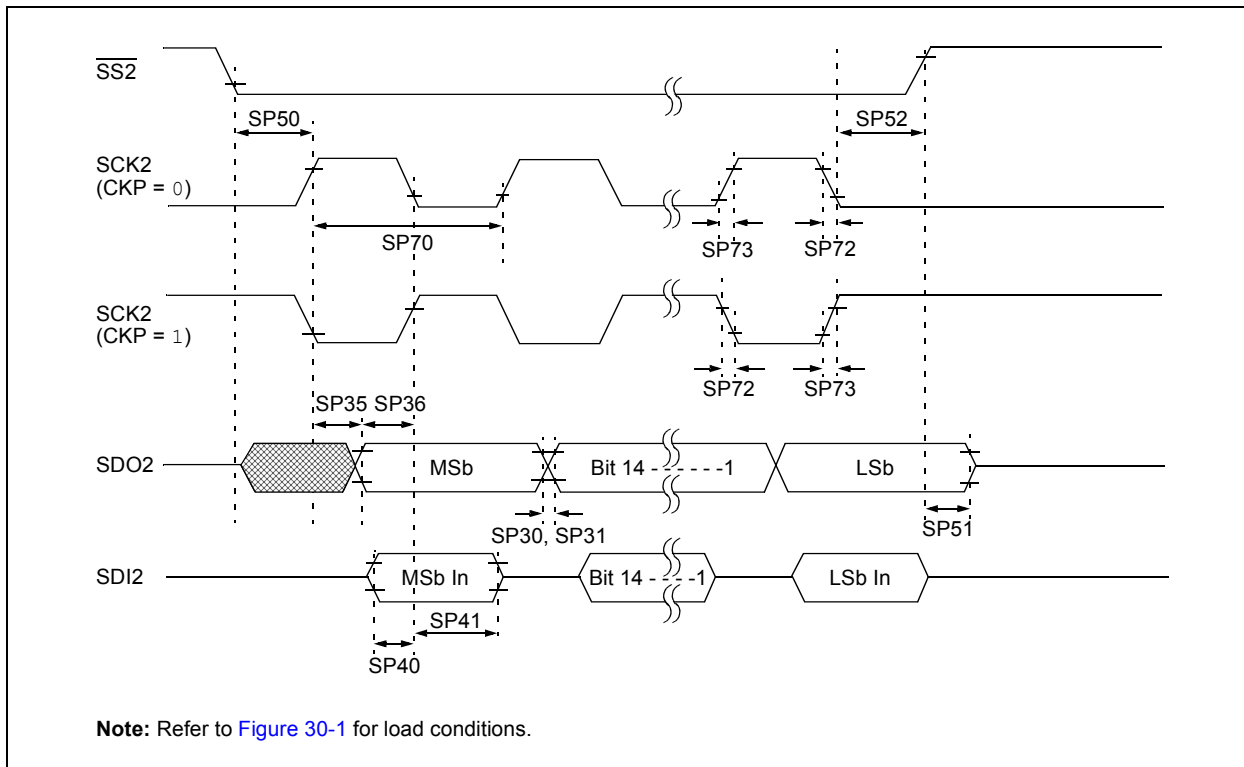 SS2
SP50
SP52
SCK2
(CKP = 0)
SP70
SP73
SP72
SCK2
(CKP = 1)
SP72
SP73
SP35
SP36
SDO2
MSb
Bit 14 - - - - - - -1
LSb
SP30, SP31
SP51
SDI2
MSb In
Bit 14 - - - - -1
LSb In
SP41
SP40
Note: Refer to Figure 30-1 for load conditions.